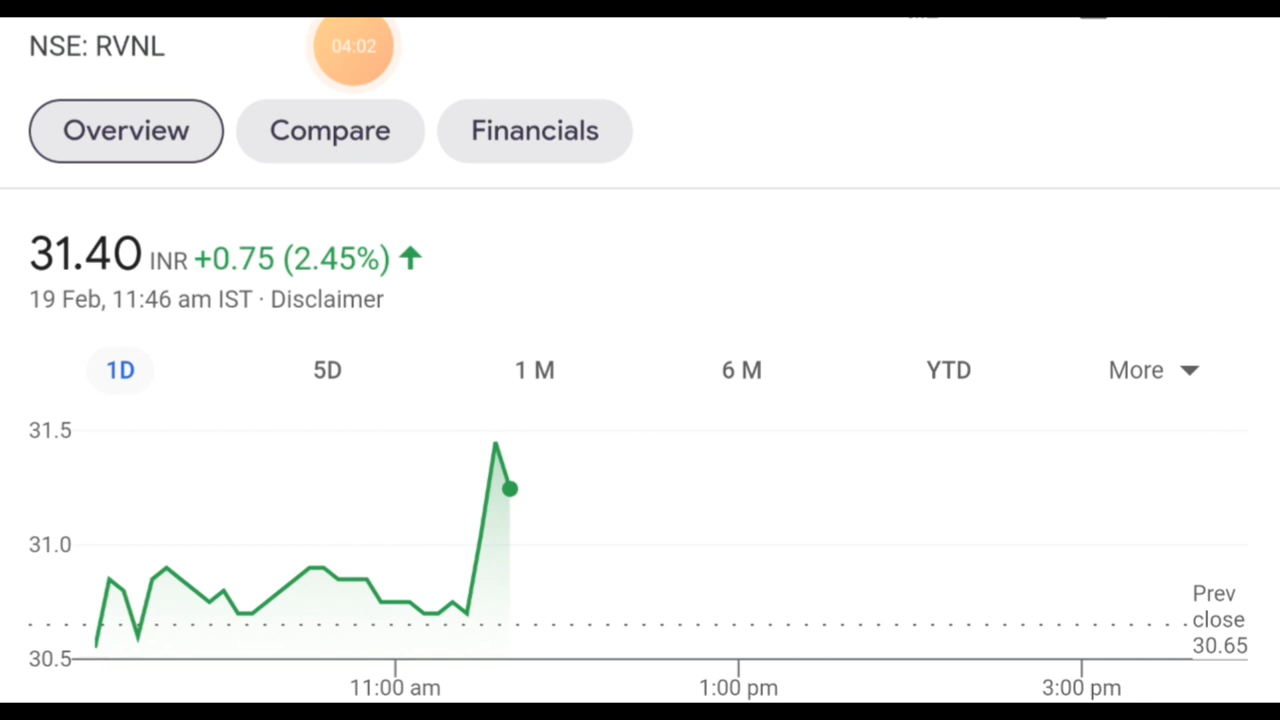 NSE: RVNL
04:02
Overview Compare Financials
31.40 INR +0.75 (2.45%)
19 Feb, 11:46 am IST · Disclaimer
1D 5D 1 M 6 M YTD More
31.5
31.0
Prev
close
30.65
30.5
11:00 am 1:00 pm 3:00 pm